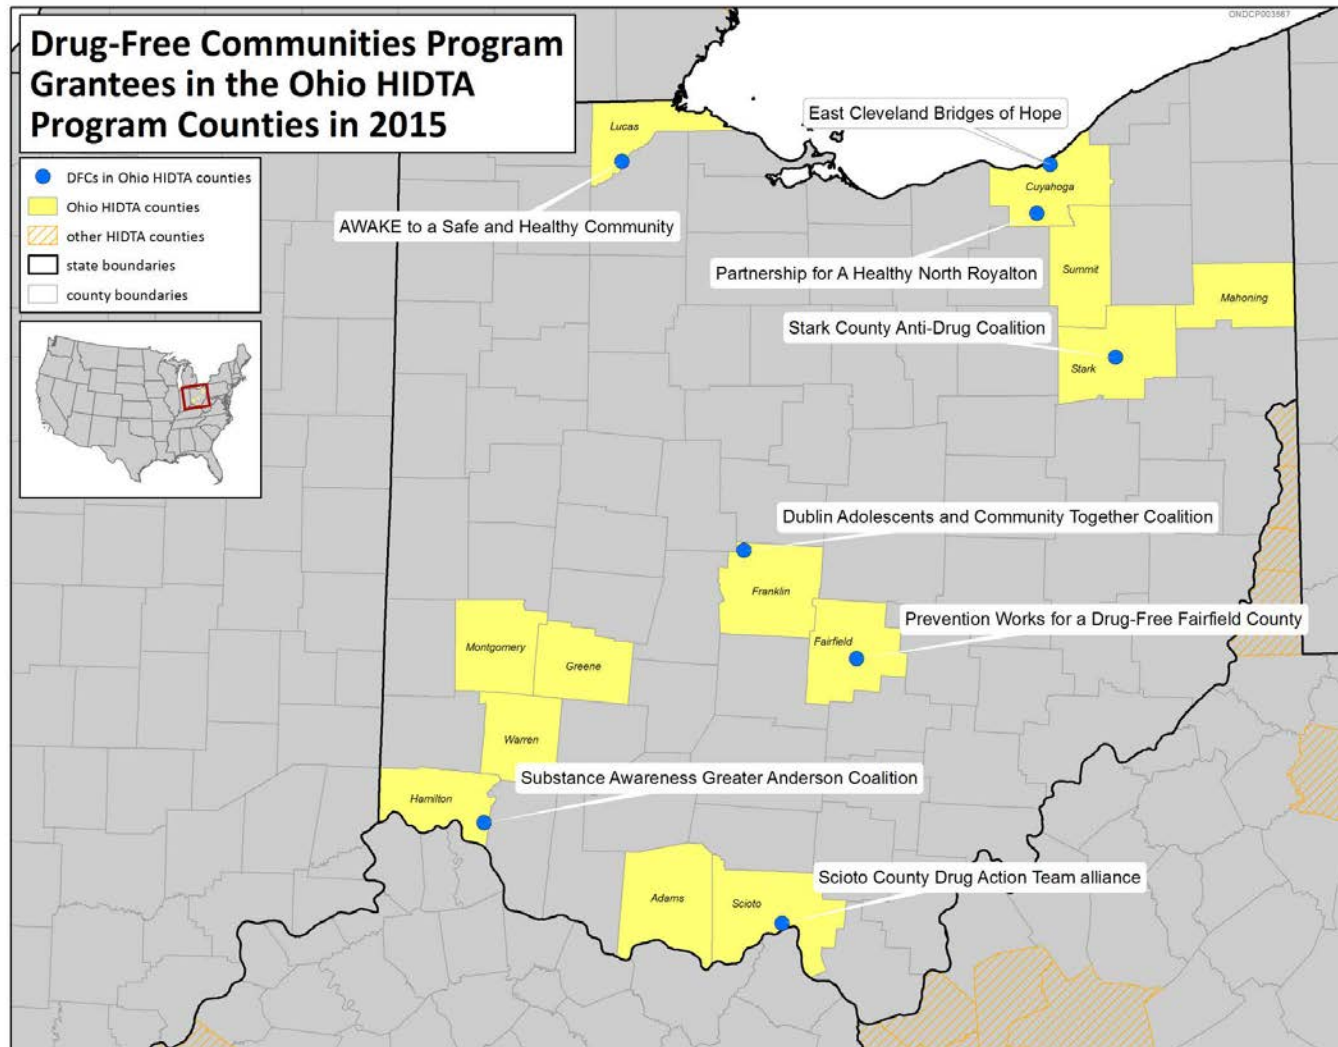 ONDCP003567
Drug-Free Communities Program
Grantees in the Ohio HIDTA
Program Counties in 2015
DFCs in Ohio HIDTA counties
Ohio HIDTA counties
other HIDTA counties
state boundaries
county boundaries
Lucas
East Cleveland Bridges of Hope
Cuyahoga
AWAKE to a Safe and Healthy Community
Partnership for A Healthy North Royalton
Summit
Mahoning
Stark County Anti-Drug Coalition
Stark
Dublin Adolescents and Community Together Coalition
Franklin
Prevention Works for a Drug-Free Fairfield County
Fairfield
Montgomery
Greene
Warren
Substance Awareness Greater Anderson Coalition
Hamilton
Scioto County Drug Action Team alliance
Adams
Scioto